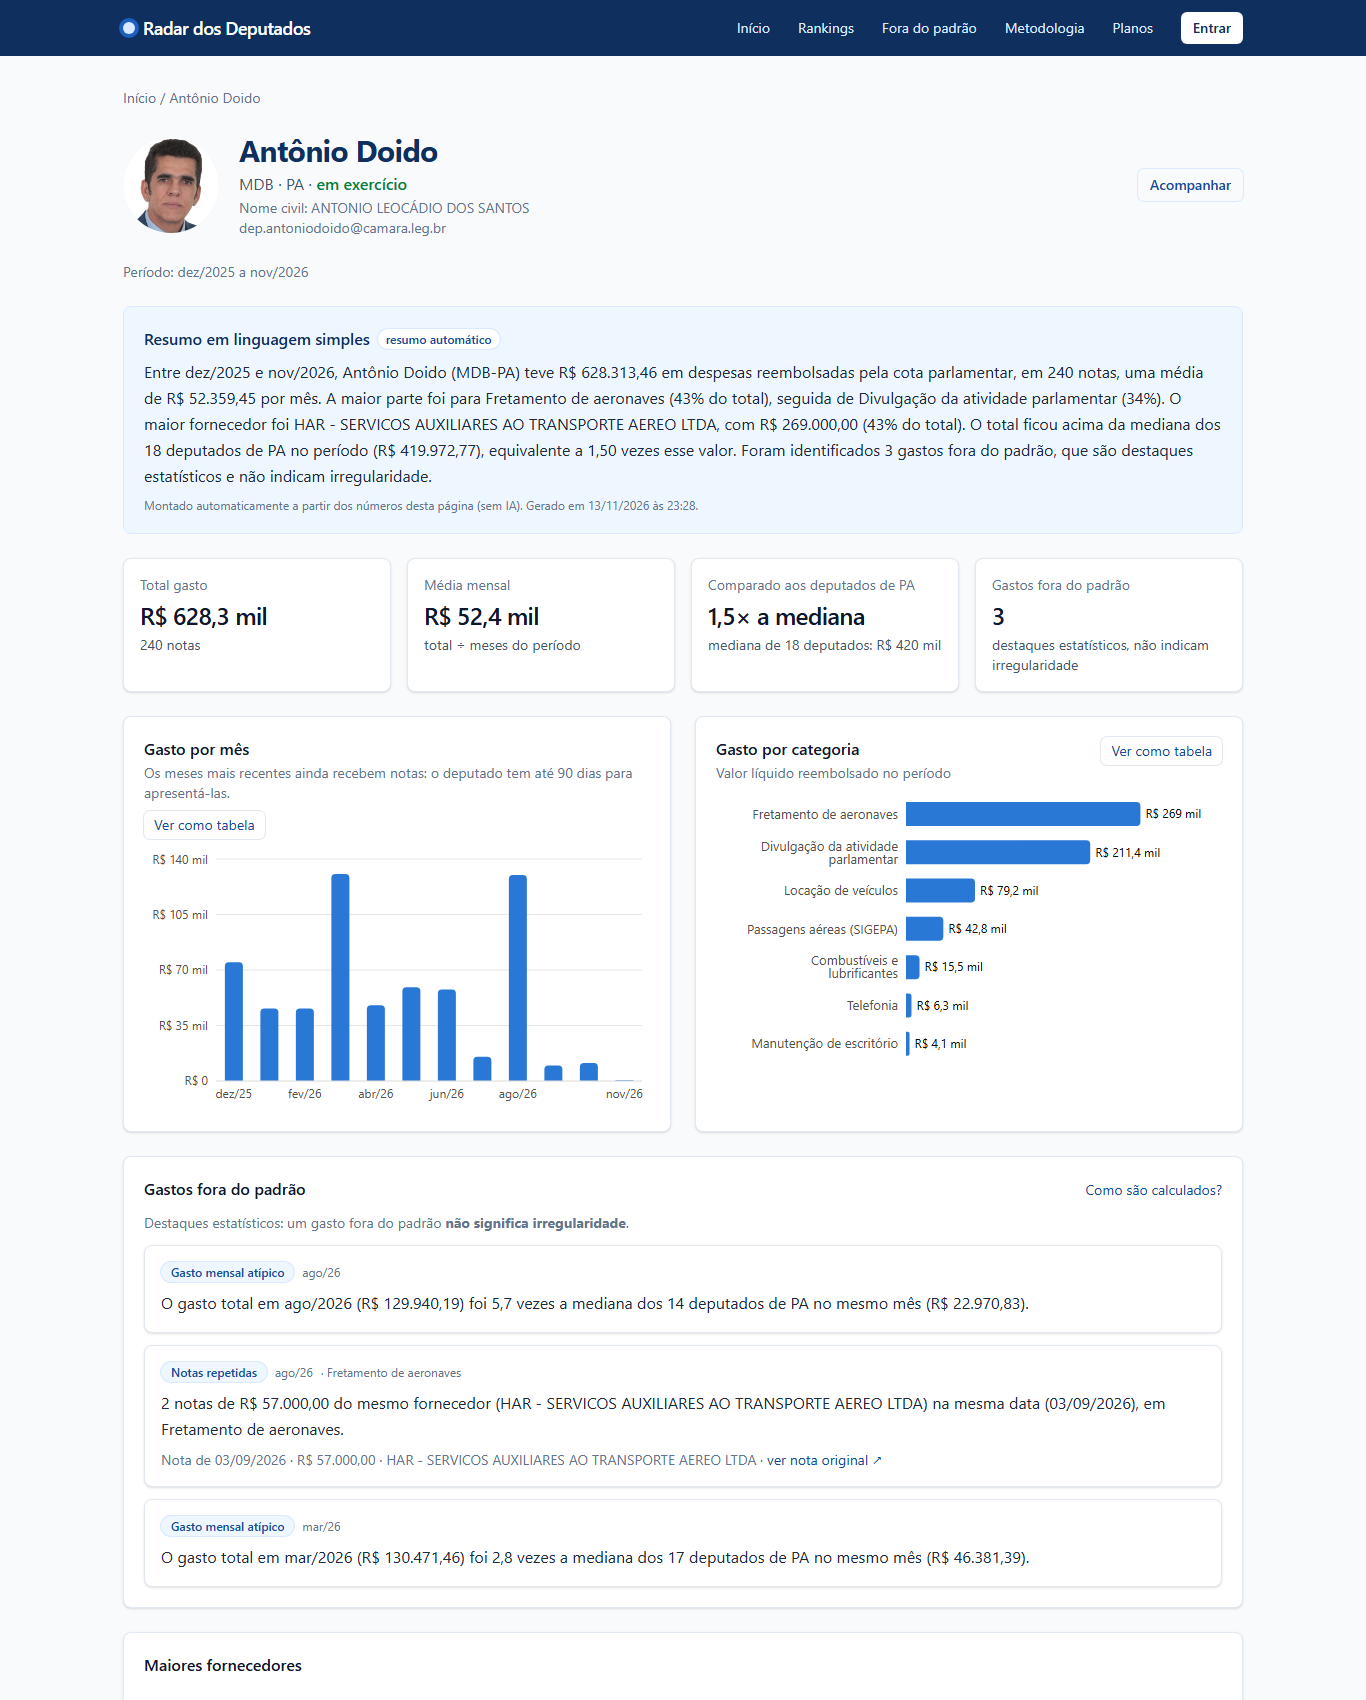 Radar dos Deputados
Início
Rankings
Fora do padrão
Metodologia
Planos
Entrar
Início / Antônio Doido
Antônio Doido
MDB · PA · em exercício
Nome civil: ANTONIO LEOCÁDIO DOS SANTOS
dep.antoniodoido@camara.leg.br
Acompanhar
Período: dez/2025 a nov/2026
Resumo em linguagem simples
resumo automático
Entre dez/2025 e nov/2026, Antônio Doido (MDB-PA) teve R$ 628.313,46 em despesas reembolsadas pela cota parlamentar, em 240 notas, uma média
de R$ 52.359,45 por mês. A maior parte foi para Fretamento de aeronaves (43% do total), seguida de Divulgação da atividade parlamentar (34%). O
maior fornecedor foi HAR - SERVICOS AUXILIARES AO TRANSPORTE AEREO LTDA, com R$ 269.000,00 (43% do total). O total ficou acima da mediana dos
18 deputados de PA no período (R$ 419.972,77), equivalente a 1,50 vezes esse valor. Foram identificados 3 gastos fora do padrão, que são destaques
estatísticos e não indicam irregularidade.
Montado automaticamente a partir dos números desta página (sem IA). Gerado em 13/11/2026 às 23:28.
Total gasto
R$ 628,3 mil
240 notas
Média mensal
R$ 52,4 mil
total ÷ meses do período
Comparado aos deputados de PA
1,5× a mediana
mediana de 18 deputados: R$ 420 mil
Gastos fora do padrão
3
destaques estatísticos, não indicam
irregularidade
Gasto por mês
Os meses mais recentes ainda recebem notas: o deputado tem até 90 dias para
apresentá-las.
Ver como tabela
R$ 140 mil
R$ 105 mil
R$ 70 mil
R$ 35 mil
R$ 0
dez/25
fev/26
abr/26
jun/26
ago/26
nov/26
Gasto por categoria
Valor líquido reembolsado no período
Ver como tabela
Fretamento de aeronaves
R$ 269 mil
Divulgação da atividade
parlamentar
R$ 211,4 mil
Locação de veículos
R$ 79,2 mil
Passagens aéreas (SIGEPA)
R$ 42,8 mil
Combustíveis e
lubrificantes
R$ 15,5 mil
Telefonia
R$ 6,3 mil
Manutenção de escritório
R$ 4,1 mil
Gastos fora do padrão
Como são calculados?
Destaques estatísticos: um gasto fora do padrão não significa irregularidade.
Gasto mensal atípico
ago/26
O gasto total em ago/2026 (R$ 129.940,19) foi 5,7 vezes a mediana dos 14 deputados de PA no mesmo mês (R$ 22.970,83).
Notas repetidas
ago/26 · Fretamento de aeronaves
2 notas de R$ 57.000,00 do mesmo fornecedor (HAR - SERVICOS AUXILIARES AO TRANSPORTE AEREO LTDA) na mesma data (03/09/2026), em
Fretamento de aeronaves.
Nota de 03/09/2026 · R$ 57.000,00 · HAR - SERVICOS AUXILIARES AO TRANSPORTE AEREO LTDA · ver nota original ↗
Gasto mensal atípico
mar/26
O gasto total em mar/2026 (R$ 130.471,46) foi 2,8 vezes a mediana dos 17 deputados de PA no mesmo mês (R$ 46.381,39).
Maiores fornecedores